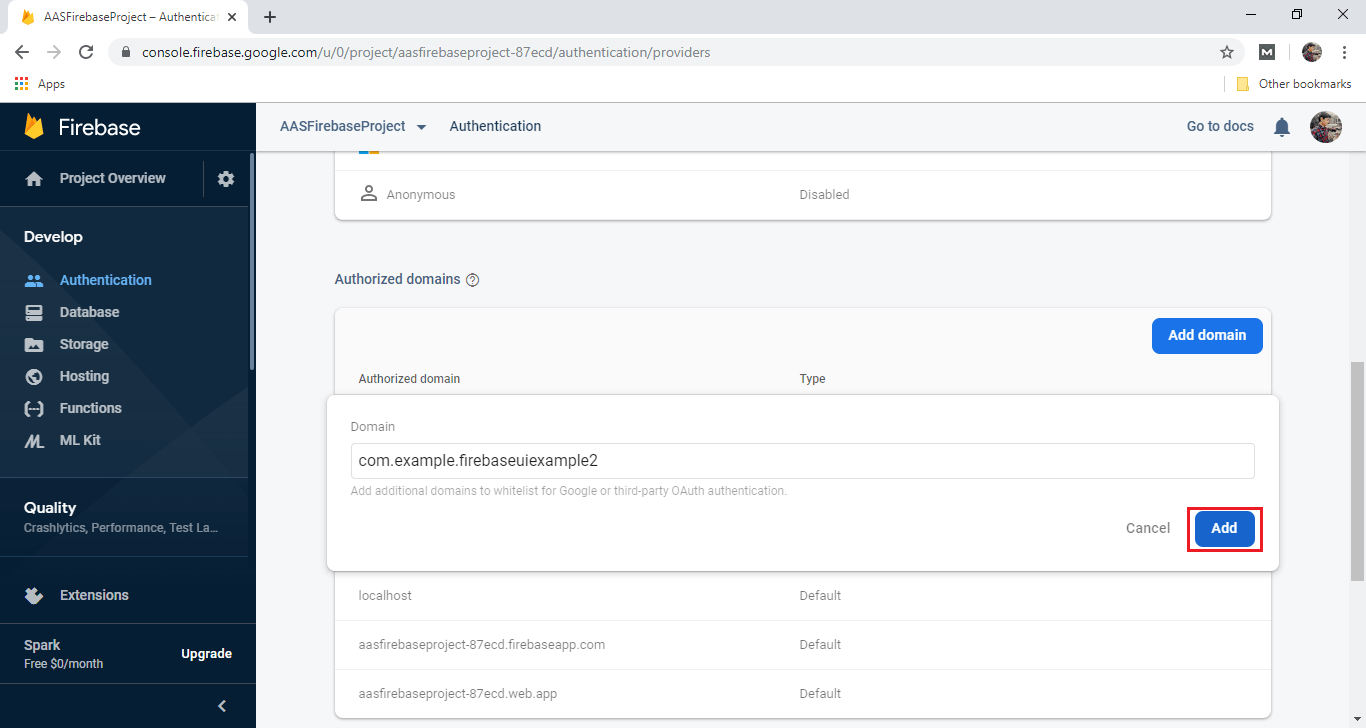 AASFirebaseProject – Authentica
console.firebase.google.com/u/0/project/aasfirebaseproject-87ecd/authentication/providers
M
Apps
Other bookmarks
Firebase
AASFirebaseProject
Authentication
Go to docs
Project Overview
Anonymous
Disabled
Develop
Authentication
Database
Storage
Hosting
Functions
ML Kit
Quality
Crashlytics, Performance, Test La...
Extensions
Spark
Free $0/month
Upgrade
Authorized domains ?
Add domain
Authorized domain
Type
Domain
com.example.firebaseuiexample2
Add additional domains to whitelist for Google or third-party OAuth authentication.
Cancel
Add
localhost
Default
aasfirebaseproject-87ecd.firebaseapp.com
Default
aasfirebaseproject-87ecd.web.app
Default